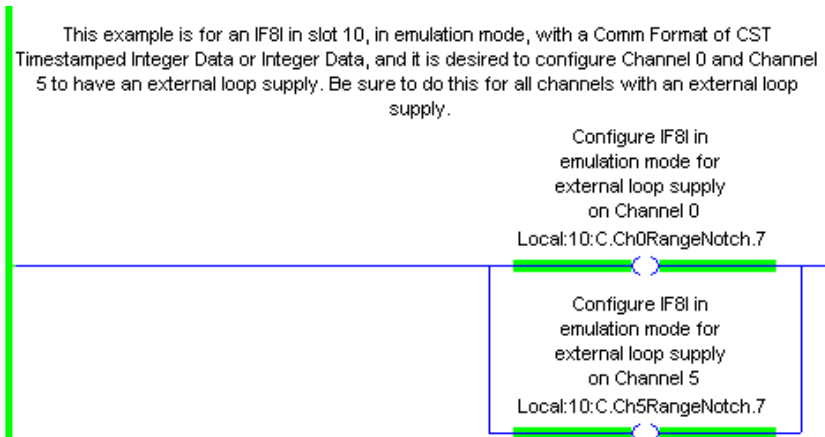 This example is for an IF8I in slot 10, in emulation mode, with a Comm Format of CST
Timestamped Integer Data or Integer Data, and it is desired to configure Channel 0 and Channel
5 to have an external loop supply. Be sure to do this for all channels with an external loop
supply.
Configure IF8I in
emulation mode for
external loop supply
on Channel 0
Local:10:C.Ch0RangeNotch.7
Configure IF8I in
emulation mode for
external loop supply
on Channel 5
Local:10:C.Ch5RangeNotch.7